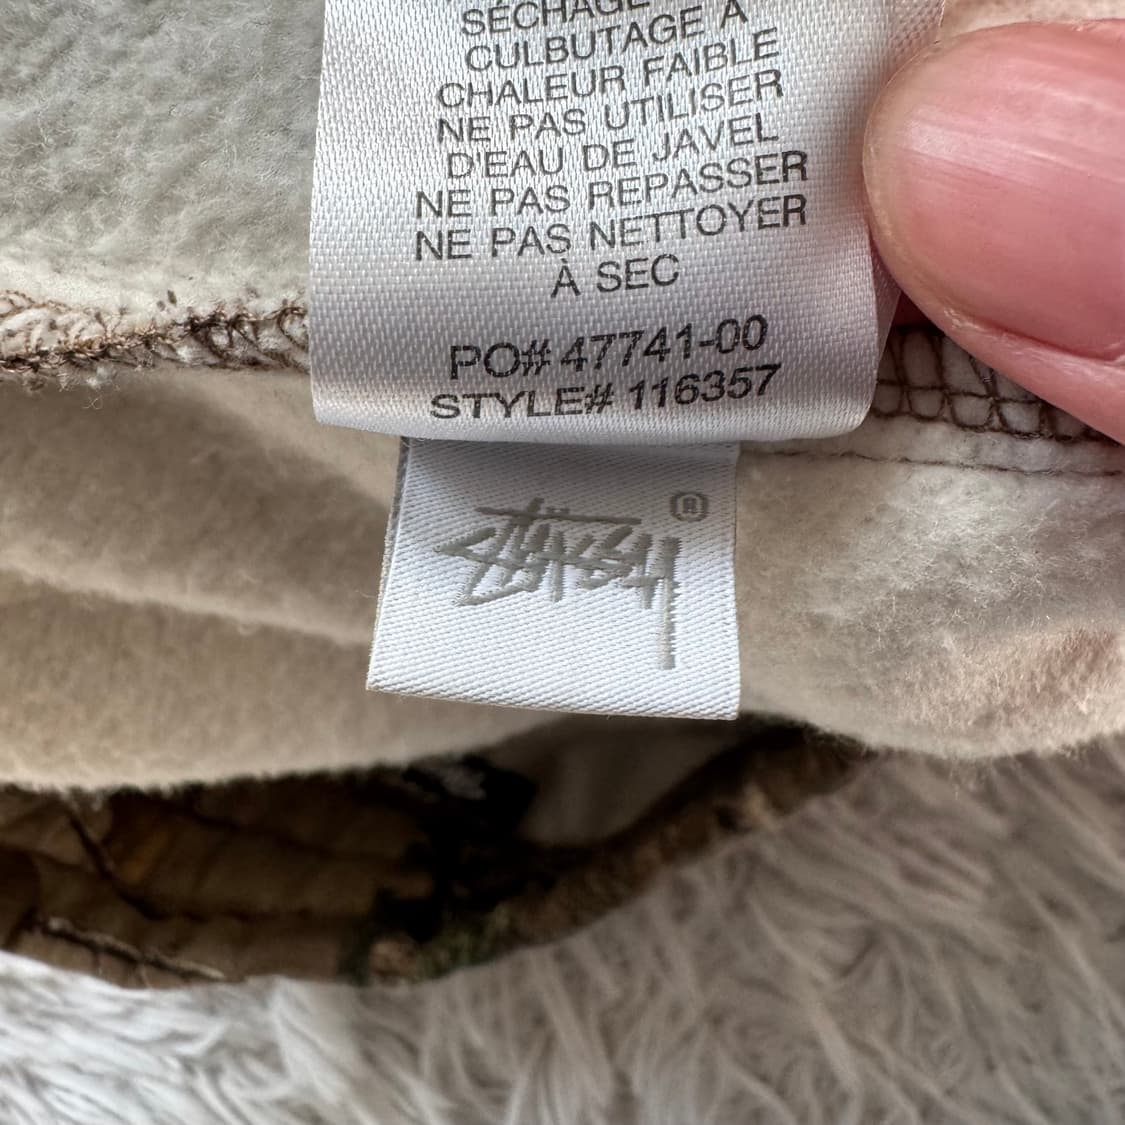 SÉCHAGE
CULBUTAGE À
CHALEUR FAIBLE
NE PAS UTILISER
D'EAU DE JAVEL
NE PAS REPASSER
NE PAS NETTOYER
À SEC
PO# 47741-00
STYLE# 116357
®
Stüssy